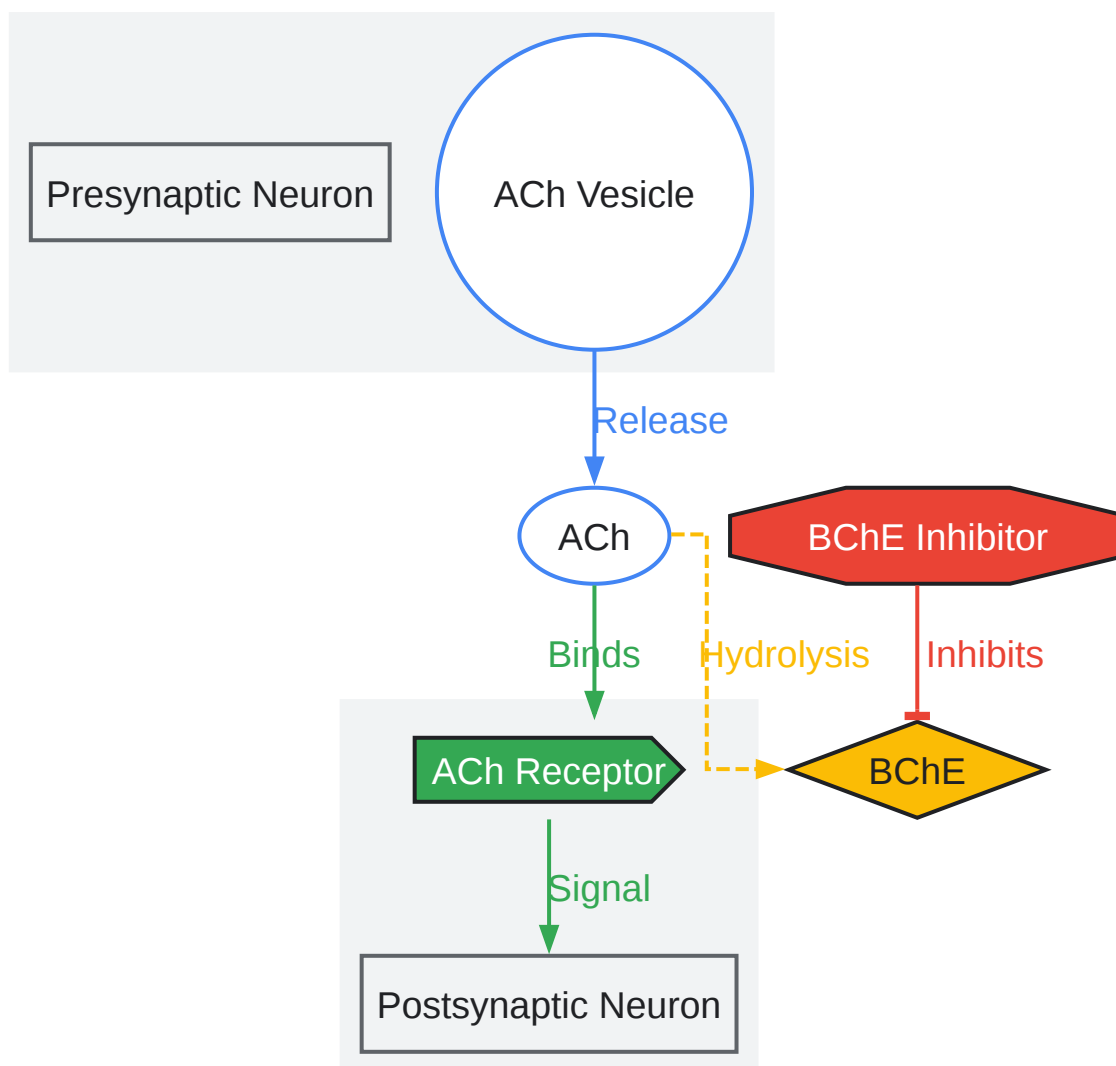 Presynaptic Neuron
ACh Vesicle
Release
ACh
BChE Inhibitor
Binds
Hydrolysis
Inhibits
ACh Receptor
BChE
Signal
Postsynaptic Neuron